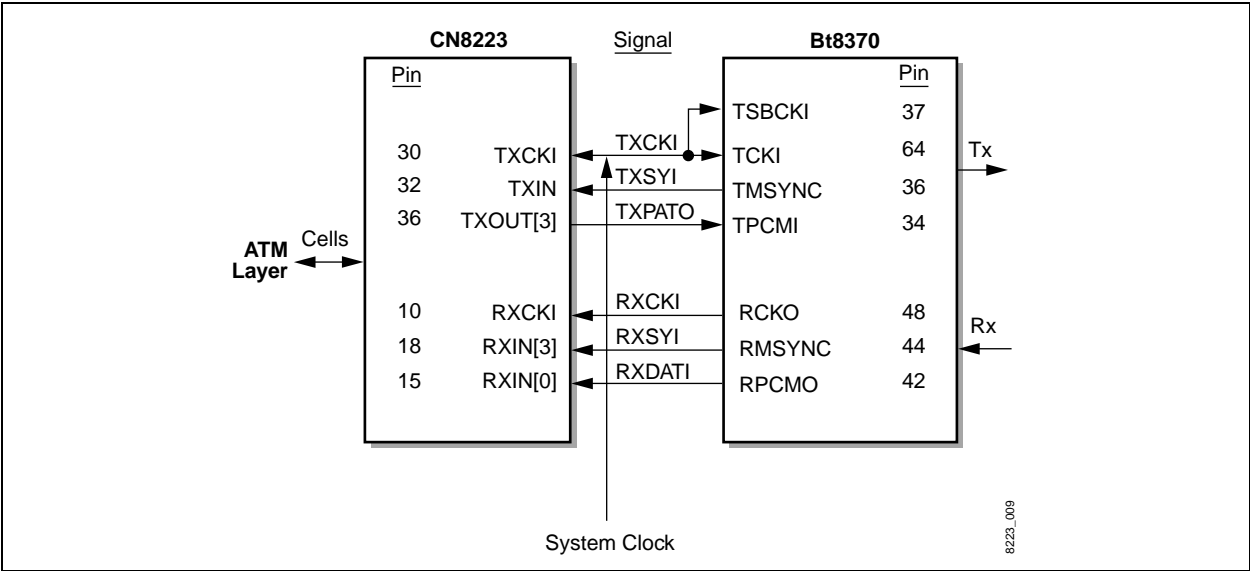 CN8223 Signal Bt8370
Pin Pin
TSBCKI 37
30 TXCKI TXCKI TCKI 64 Tx
32 TXIN TXSYI TMSYNC 36
36 TXOUT[3] TXPATO TPCMI 34
ATM Layer Cells
10 RXCKI RXCKI RCKO 48 Rx
18 RXIN[3] RXSYI RMSYNC 44
15 RXIN[0] RXDATI RPCMO 42
System Clock
8223_009